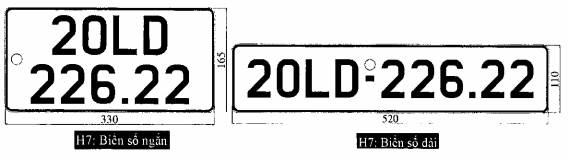 20LD
226.22
165
330
H7: Biển số ngắn
20LD-226.22
110
520
H7: Biển số dài